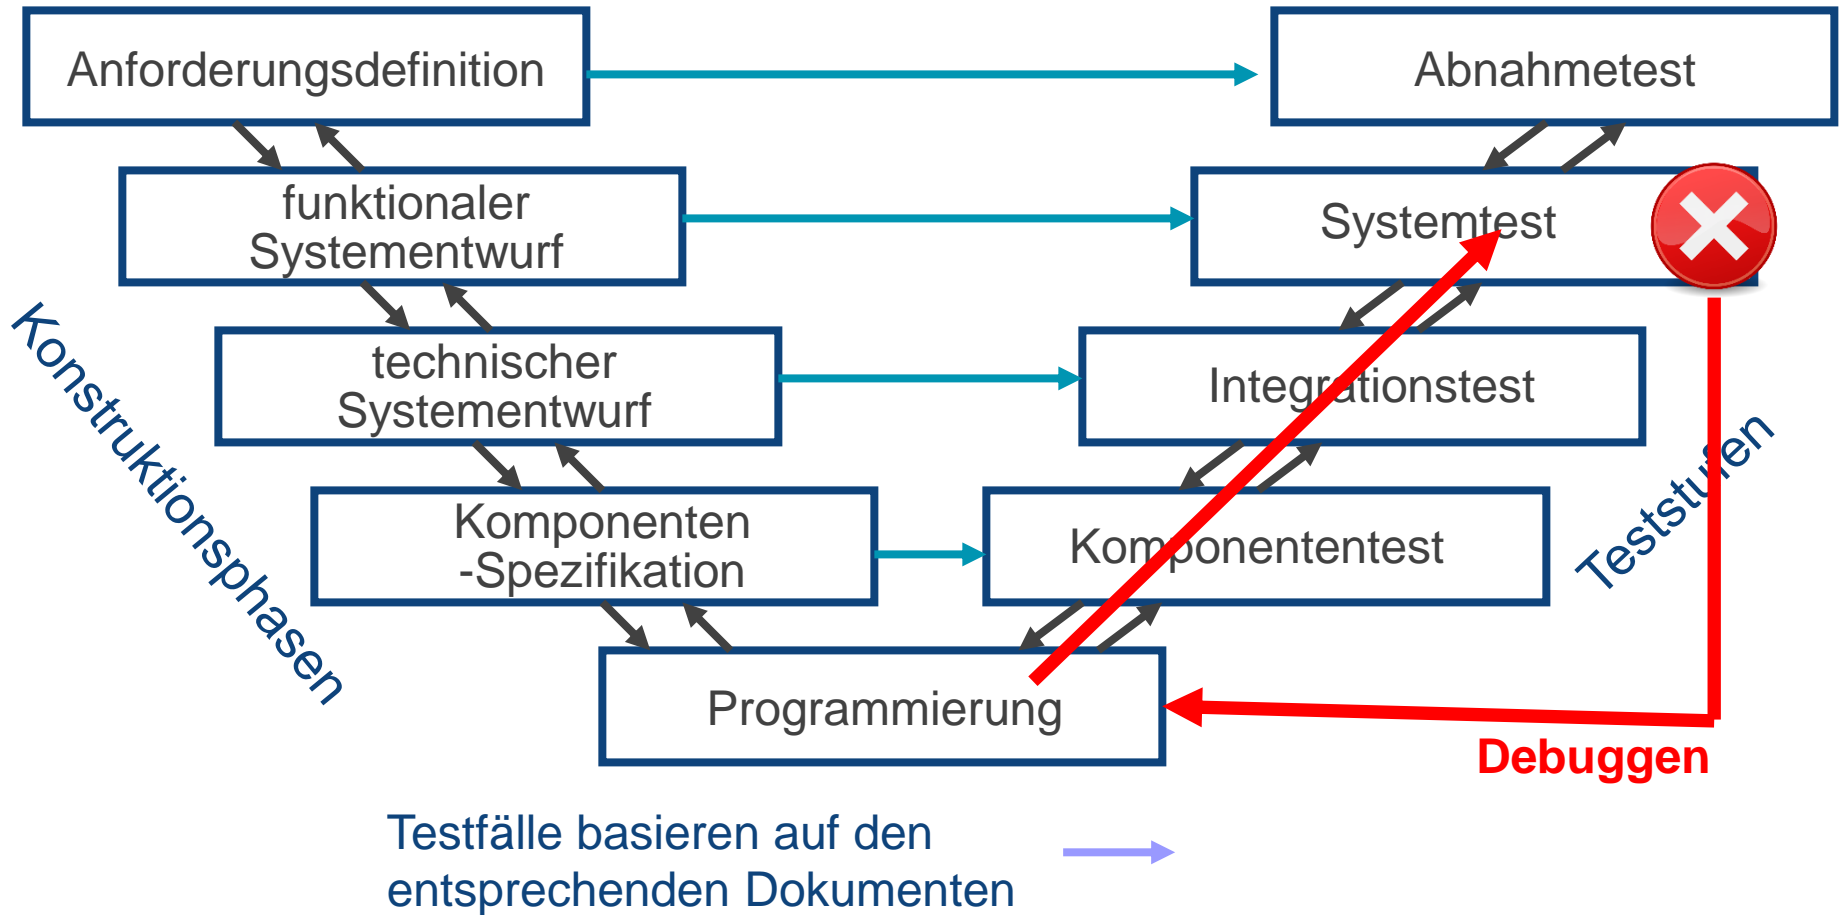 Anforderungsdefinition
Abnahmetest
funktionaler
Systementwurf
Systemtest
technischer
Systementwurf
Integrationstest
Konstruktionsphasen
Teststufen
Komponenten
-Spezifikation
Komponententest
Programmierung
Debuggen
Testfälle basieren auf den
entsprechenden Dokumenten